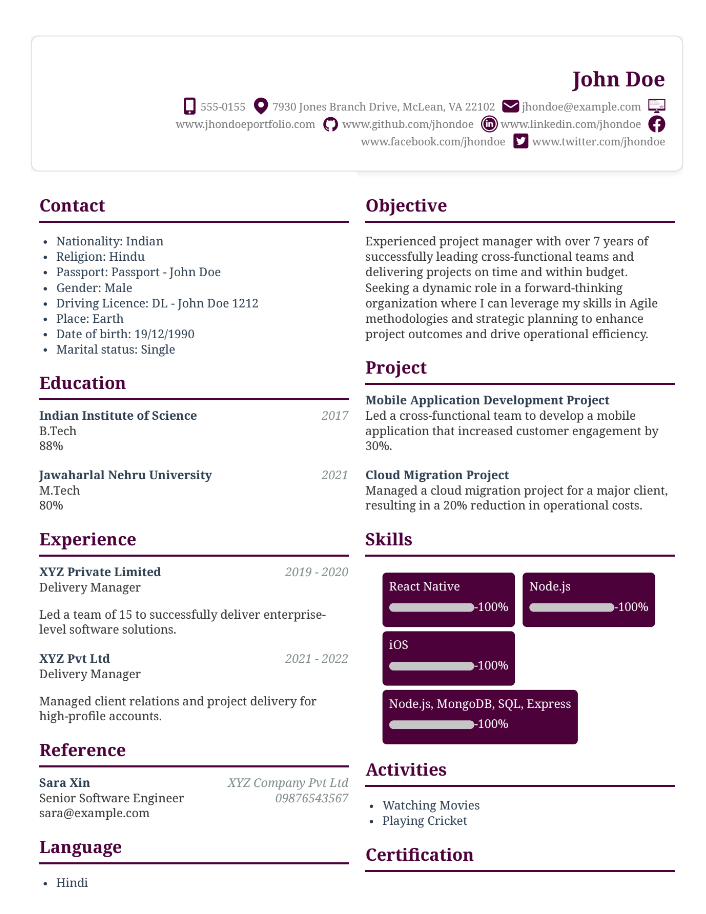 John Doe
555-0155 7930 Jones Branch Drive, McLean, VA 22102 jhondoe@example.com
www.jhondoeportfolio.com www.github.com/jhondoe www.linkedin.com/jhondoe
www.facebook.com/jhondoe www.twitter.com/jhondoe
Contact
• Nationality: Indian
• Religion: Hindu
• Passport: Passport - John Doe
• Gender: Male
• Driving Licence: DL - John Doe 1212
• Place: Earth
• Date of birth: 19/12/1990
• Marital status: Single
Education
Indian Institute of Science 2017
B.Tech
88%
Jawaharlal Nehru University 2021
M.Tech
80%
Experience
XYZ Private Limited 2019 - 2020
Delivery Manager
Led a team of 15 to successfully deliver enterprise-
level software solutions.
XYZ Pvt Ltd 2021 - 2022
Delivery Manager
Managed client relations and project delivery for
high-profile accounts.
Reference
Sara Xin XYZ Company Pvt Ltd
Senior Software Engineer 09876543567
sara@example.com
Language
• Hindi
Objective
Experienced project manager with over 7 years of
successfully leading cross-functional teams and
delivering projects on time and within budget.
Seeking a dynamic role in a forward-thinking
organization where I can leverage my skills in Agile
methodologies and strategic planning to enhance
project outcomes and drive operational efficiency.
Project
Mobile Application Development Project
Led a cross-functional team to develop a mobile
application that increased customer engagement by
30%.
Cloud Migration Project
Managed a cloud migration project for a major client,
resulting in a 20% reduction in operational costs.
Skills
React Native
-100%
Node.js
-100%
iOS
-100%
Node.js, MongoDB, SQL, Express
-100%
Activities
• Watching Movies
• Playing Cricket
Certification